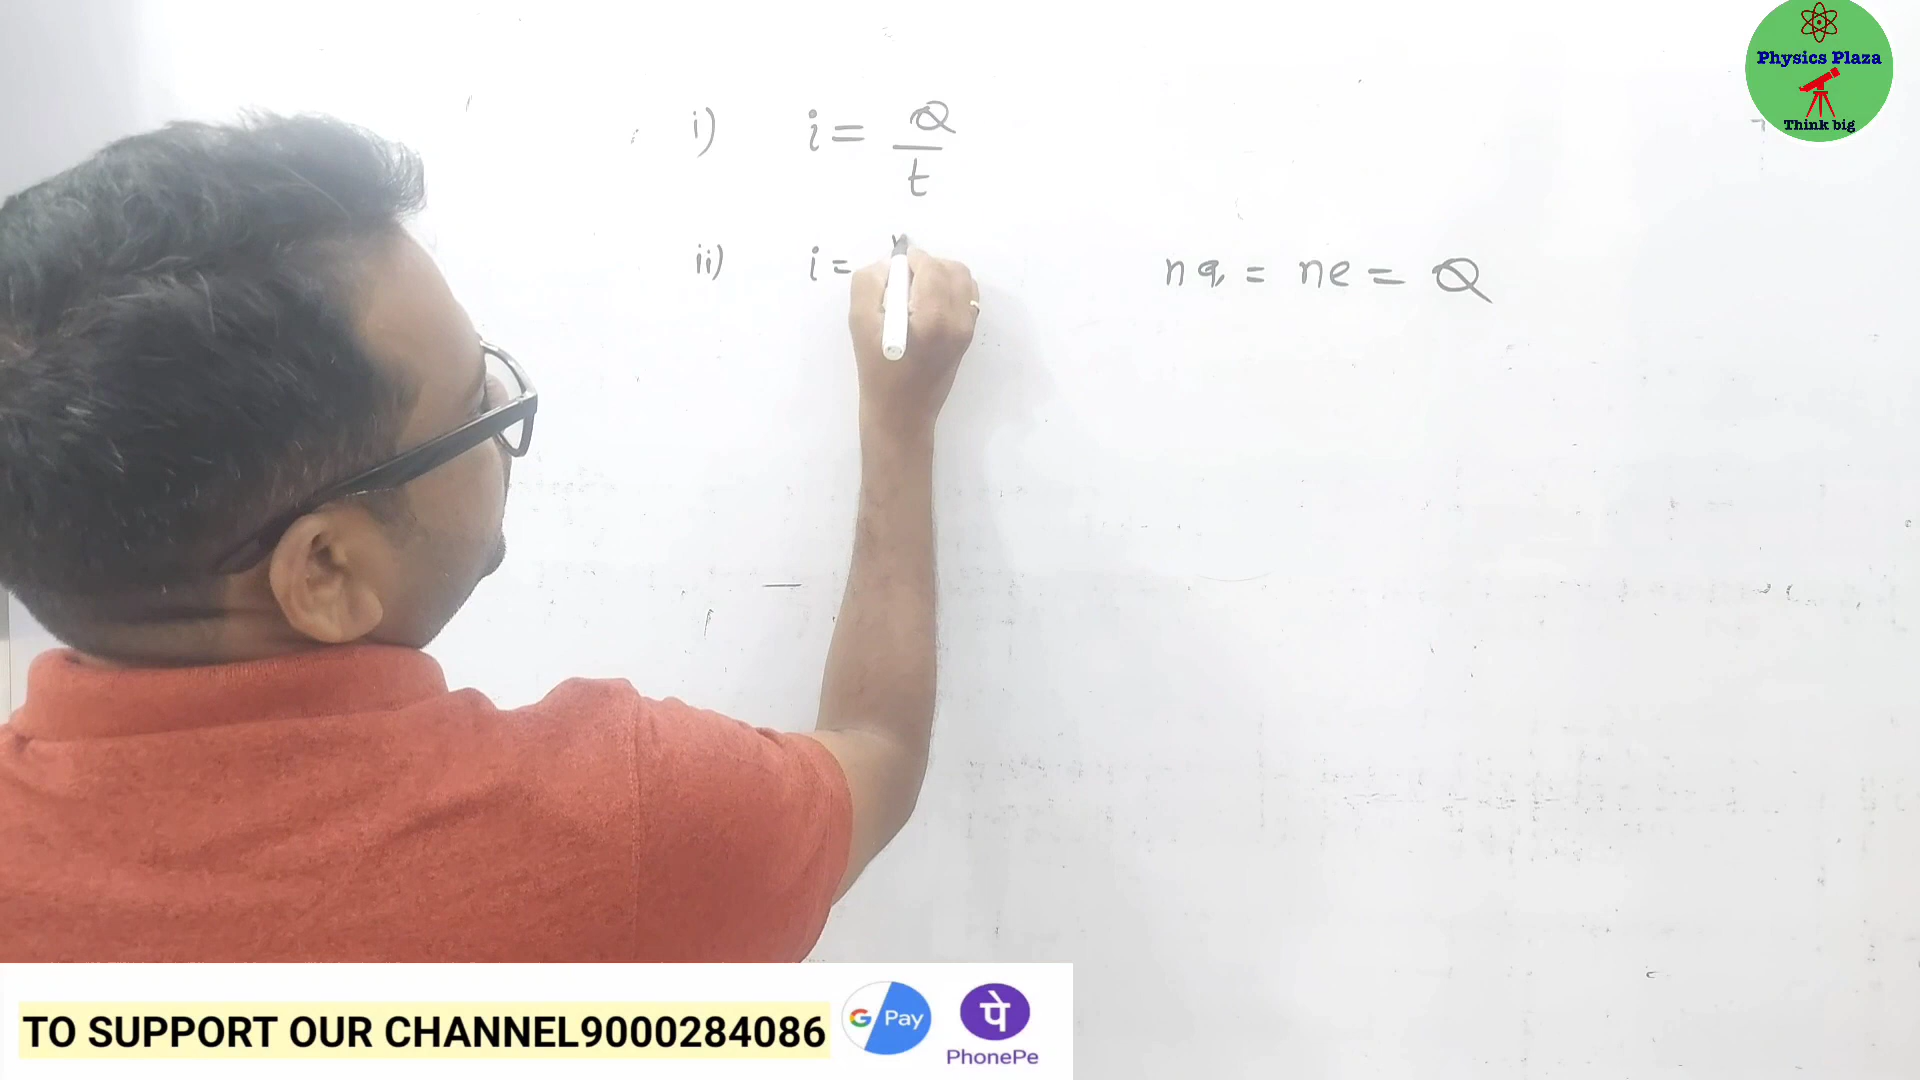 Physics Plaza
Think big
i) i = Q/t
ii) i =
nq = ne = Q
TO SUPPORT OUR CHANNEL9000284086
G Pay
पे
PhonePe